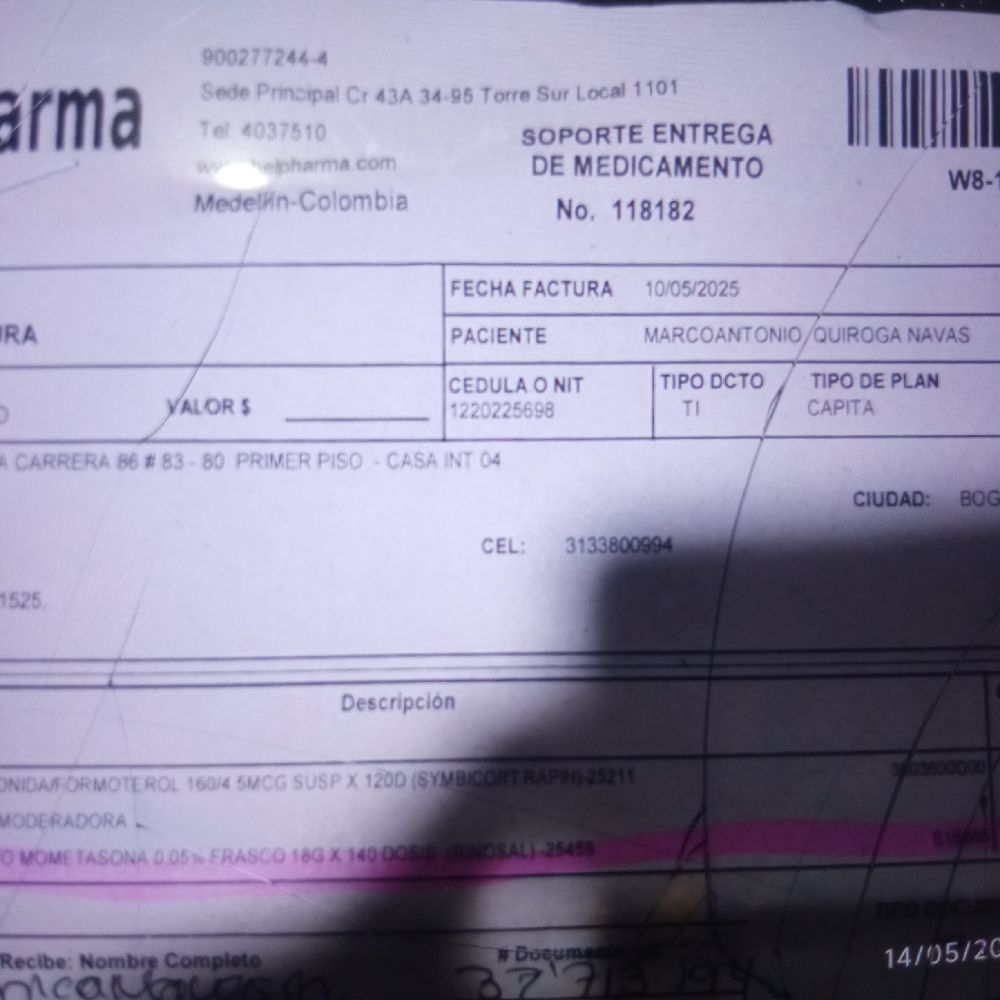 arma
900277244-4
Sede Principal Cr 43A 34-95 Torre Sur Local 1101
Tel: 4037510
helpharma.com
Medellín-Colombia
SOPORTE ENTREGA
DE MEDICAMENTO
No. 118182
W8-1
FECHA FACTURA 10/05/2025
URA PACIENTE MARCOANTONIO QUIROGA NAVAS
VALOR $ CEDULA O NIT TIPO DCTO TIPO DE PLAN
1220225698 TI CAPITA
A CARRERA 86 # 83 - 80 PRIMER PISO - CASA INT 04
CIUDAD: BOG
CEL: 3133800994
1525,
Descripción
ONIDA/FORMOTEROL 160/4.5MCG SUSP X 120D (SYMBICORT RAPIH)-25211
MODERADORA
O MOMETASONA 0.05% FRASCO 18G X 140 DOSIS (RINOSAL)-25459
Recibe: Nombre Completo # Documen
14/05/20